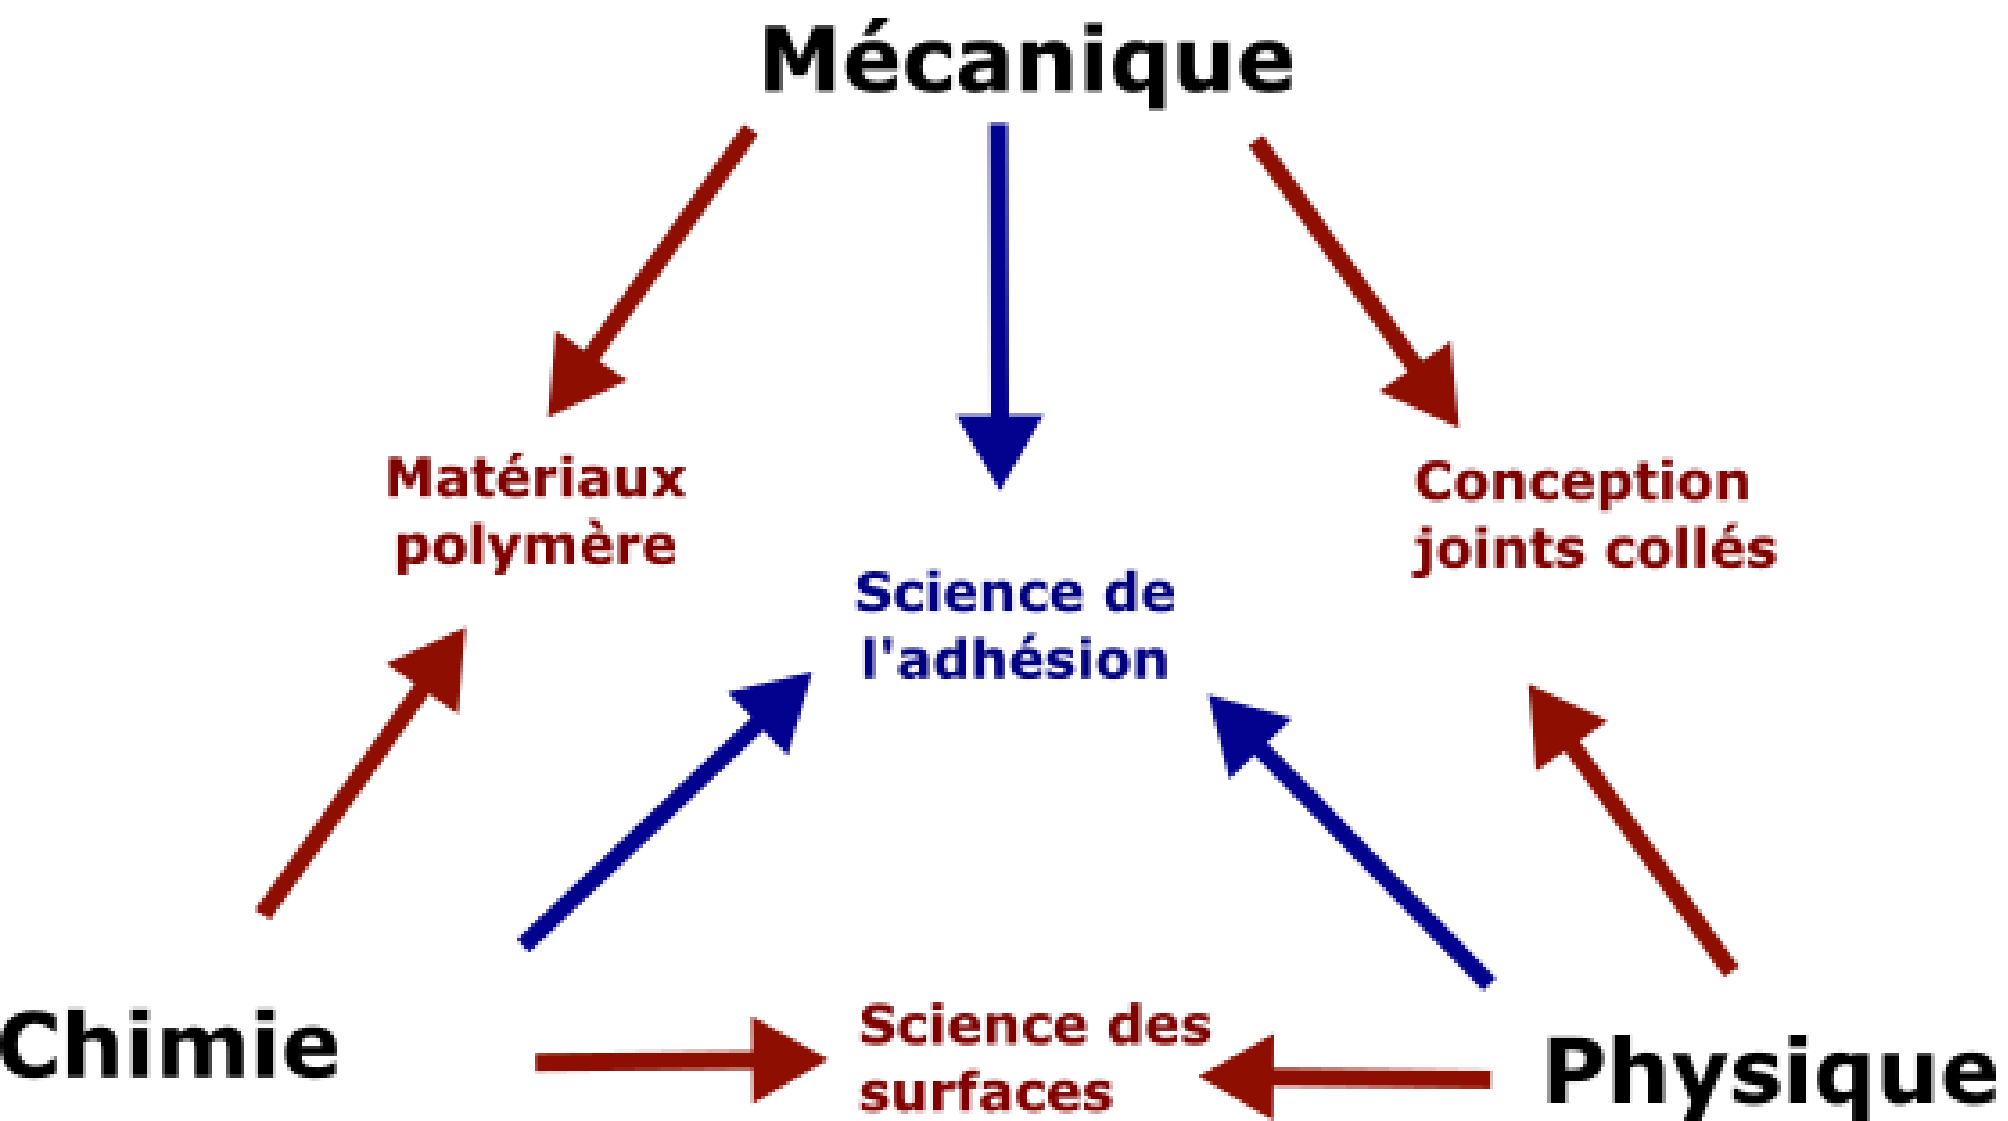 Mécanique
Matériaux
polymère
Conception
joints collés
Science de
l'adhésion
Chimie
Science des
surfaces
Physique